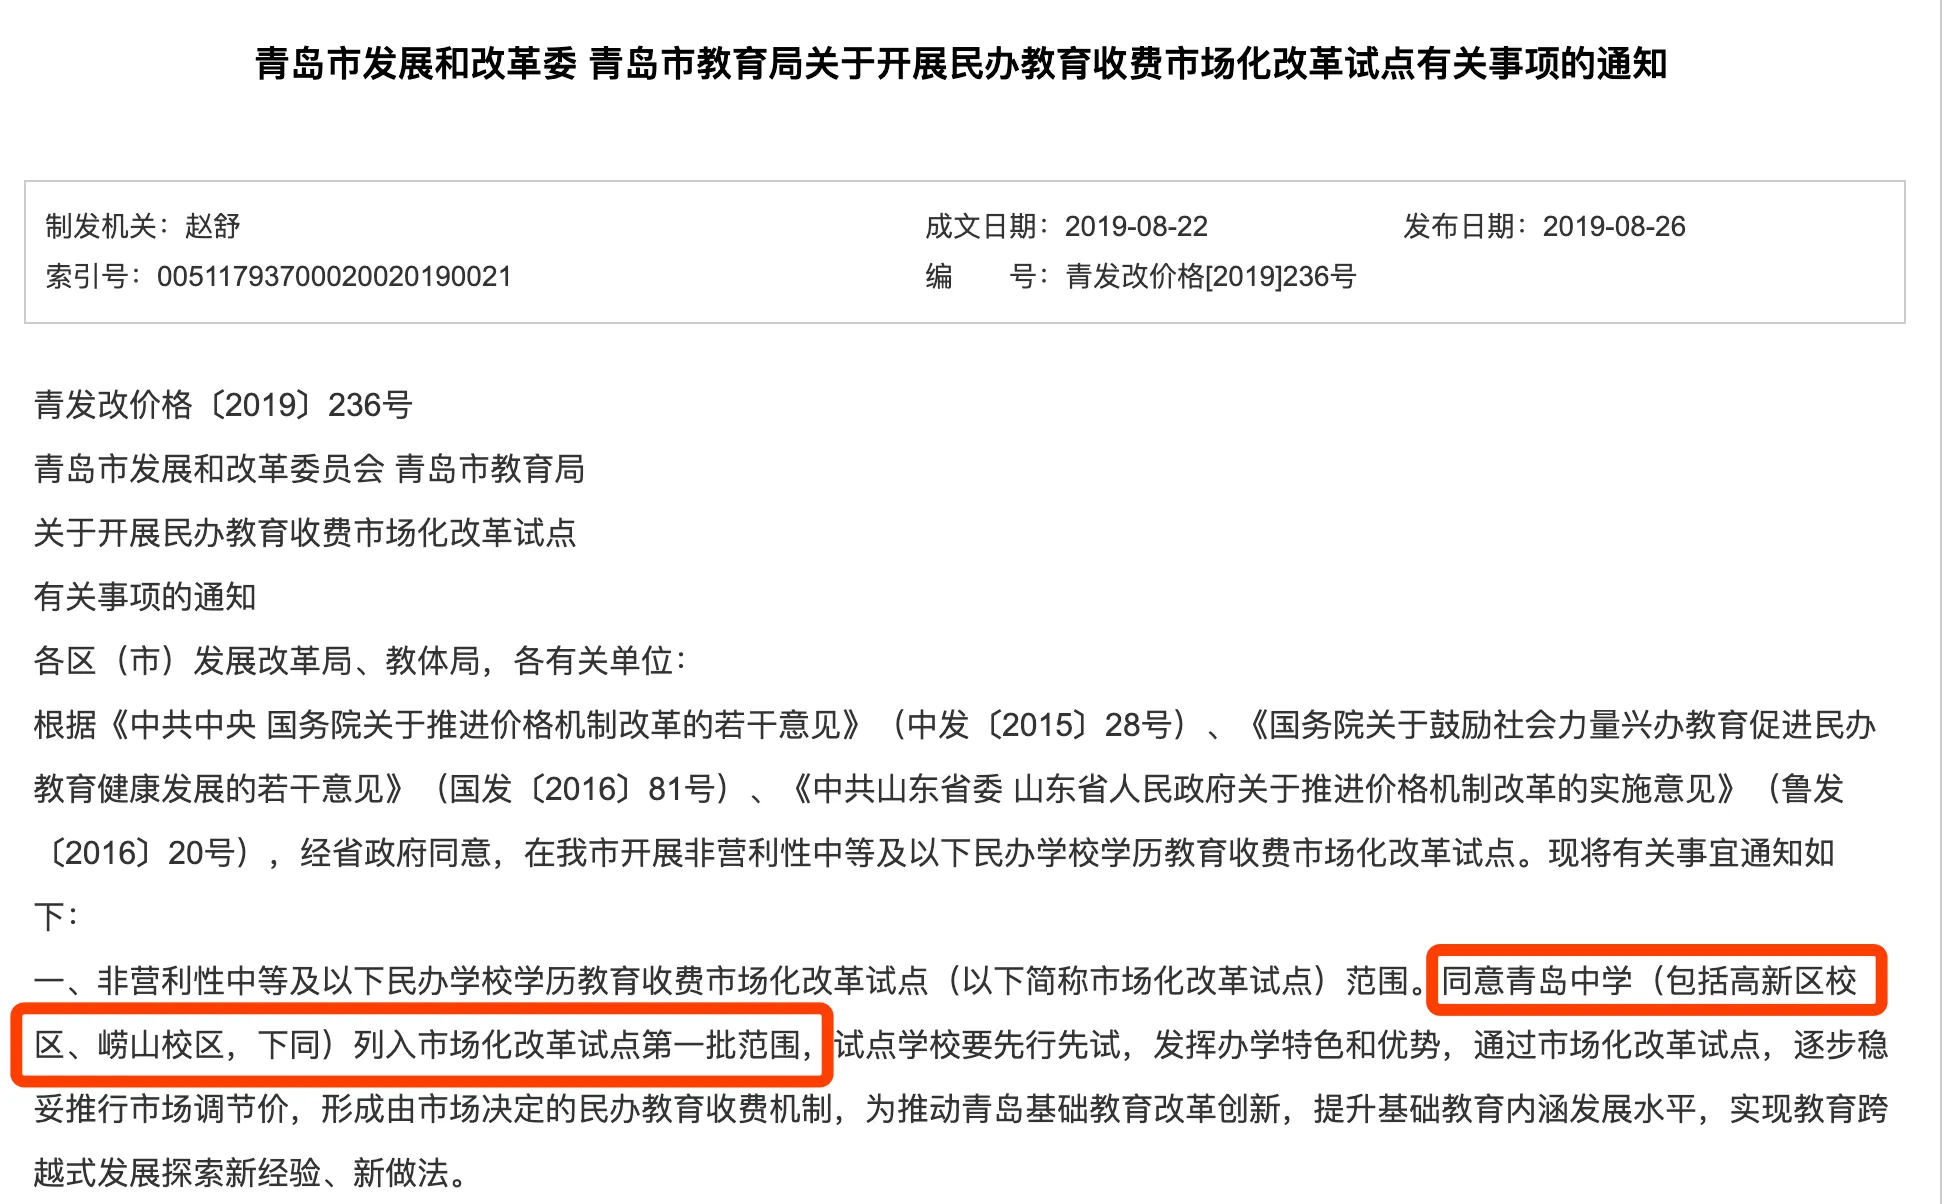 青岛市发展和改革委 青岛市教育局关于开展民办教育收费市场化改革试点有关事项的通知
制发机关：赵舒 成文日期：2019-08-22 发布日期：2019-08-26
索引号：00511793700020020190021 编 号：青发改价格[2019]236号
青发改价格〔2019〕236号
青岛市发展和改革委员会 青岛市教育局
关于开展民办教育收费市场化改革试点
有关事项的通知
各区（市）发展改革局、教体局，各有关单位：
根据《中共中央 国务院关于推进价格机制改革的若干意见》（中发〔2015〕28号）、《国务院关于鼓励社会力量兴办教育促进民办
教育健康发展的若干意见》（国发〔2016〕81号）、《中共山东省委 山东省人民政府关于推进价格机制改革的实施意见》（鲁发
〔2016〕20号），经省政府同意，在我市开展非营利性中等及以下民办学校学历教育收费市场化改革试点。现将有关事宜通知如
下：
一、非营利性中等及以下民办学校学历教育收费市场化改革试点（以下简称市场化改革试点）范围。同意青岛中学（包括高新区校
区、崂山校区，下同）列入市场化改革试点第一批范围，试点学校要先行先试，发挥办学特色和优势，通过市场化改革试点，逐步稳
妥推行市场调节价，形成由市场决定的民办教育收费机制，为推动青岛基础教育改革创新，提升基础教育内涵发展水平，实现教育跨
越式发展探索新经验、新做法。